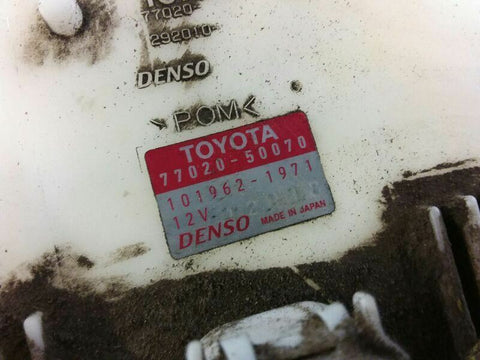 77020-
292010-
DENSO
>POM<
TOYOTA
77020-50070
101962-1971
12V
DENSO MADE IN JAPAN